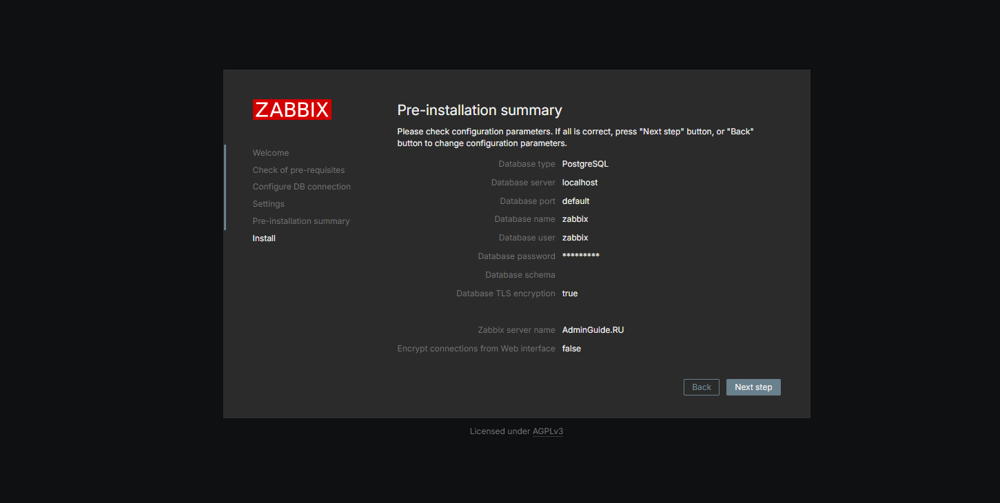 ZABBIX
Welcome
Check of pre-requisites
Configure DB connection
Settings
Pre-installation summary
Install
Pre-installation summary
Please check configuration parameters. If all is correct, press "Next step" button, or "Back"
button to change configuration parameters.
Database type PostgreSQL
Database server localhost
Database port default
Database name zabbix
Database user zabbix
Database password *********
Database schema
Database TLS encryption true
Zabbix server name AdminGuide.RU
Encrypt connections from Web interface false
Back Next step
Licensed under AGPLv3